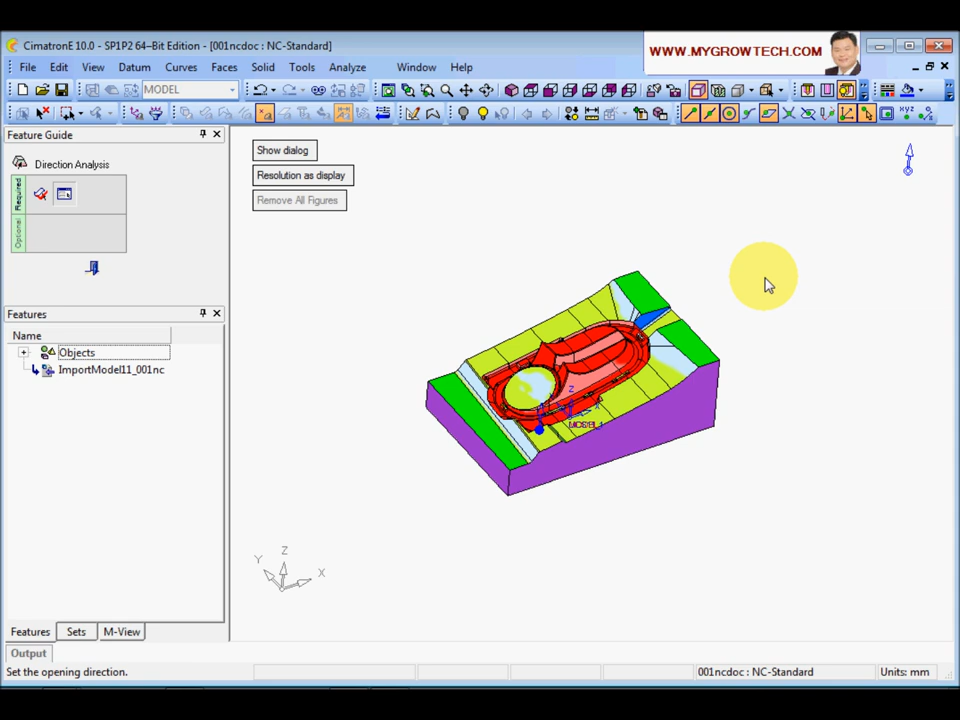 CimatronE 10.0 - SP1P2 64-Bit Edition - [001ncdoc : NC-Standard]
WWW.MYGROWTECH.COM
File Edit View Datum Curves Faces Solid Tools Analyze Window Help
MODEL
Feature Guide
Direction Analysis
Required
Optional
Show dialog
Resolution as display
Remove All Figures
Features
Name
Objects
ImportModel11_001nc
Z
X
Z
Y
X
Features Sets M-View
Output
Set the opening direction.
001ncdoc : NC-Standard
Units: mm